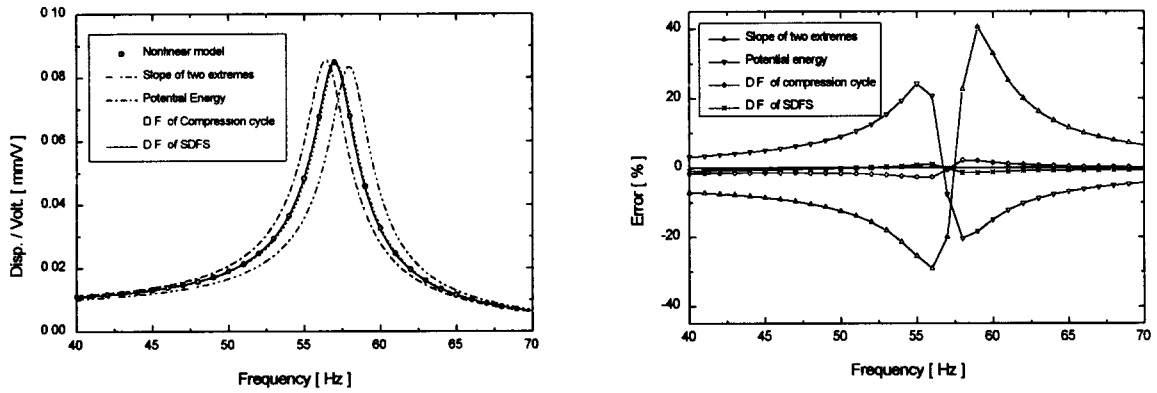 0 10
0.08
0.06
0.04
0.02
0 00
Disp. / Volt. [ mm/V ]
Nonlinear model
Slope of two extremes
Potential Energy
D F of Compression cycle
D F of SDFS
40 45 50 55 60 65 70
Frequency [ Hz ]
40
20
0
-20
-40
Error [ % ]
Slope of two extremes
Potential energy
D F of compression cycle
D F of SDFS
40 45 50 55 60 65 70
Frequency [ Hz ]